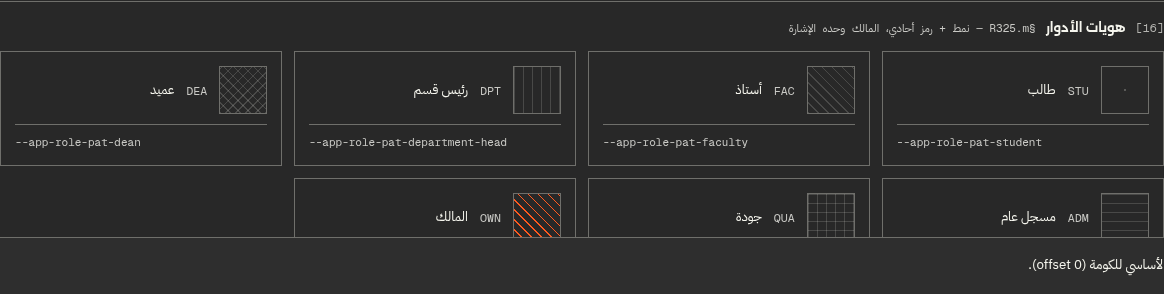 [16] هويات الأدوار §R325.m — نمط + رمز أحادي، المالك وحده الإشارة
STU طالب
--app-role-pat-student
FAC أستاذ
--app-role-pat-faculty
DPT رئيس قسم
--app-role-pat-department-head
DEA عميد
--app-role-pat-dean
ADM مسجل عام
QUA جودة
OWN المالك
لأساسي للكومة (offset 0).